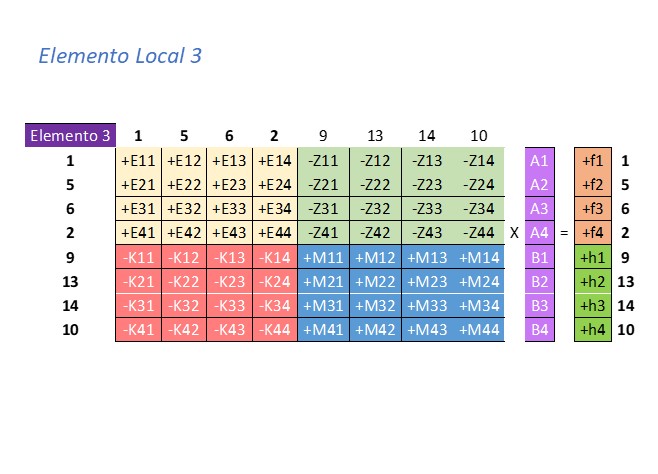 Elemento Local 3
Elemento 3 1 5 6 2 9 13 14 10
1 +E11 +E12 +E13 +E14 -Z11 -Z12 -Z13 -Z14 A1 +f1 1
5 +E21 +E22 +E23 +E24 -Z21 -Z22 -Z23 -Z24 A2 +f2 5
6 +E31 +E32 +E33 +E34 -Z31 -Z32 -Z33 -Z34 A3 +f3 6
2 +E41 +E42 +E43 +E44 -Z41 -Z42 -Z43 -Z44 X A4 = +f4 2
9 -K11 -K12 -K13 -K14 +M11 +M12 +M13 +M14 B1 +h1 9
13 -K21 -K22 -K23 -K24 +M21 +M22 +M23 +M24 B2 +h2 13
14 -K31 -K32 -K33 -K34 +M31 +M32 +M33 +M34 B3 +h3 14
10 -K41 -K42 -K43 -K44 +M41 +M42 +M43 +M44 B4 +h4 10